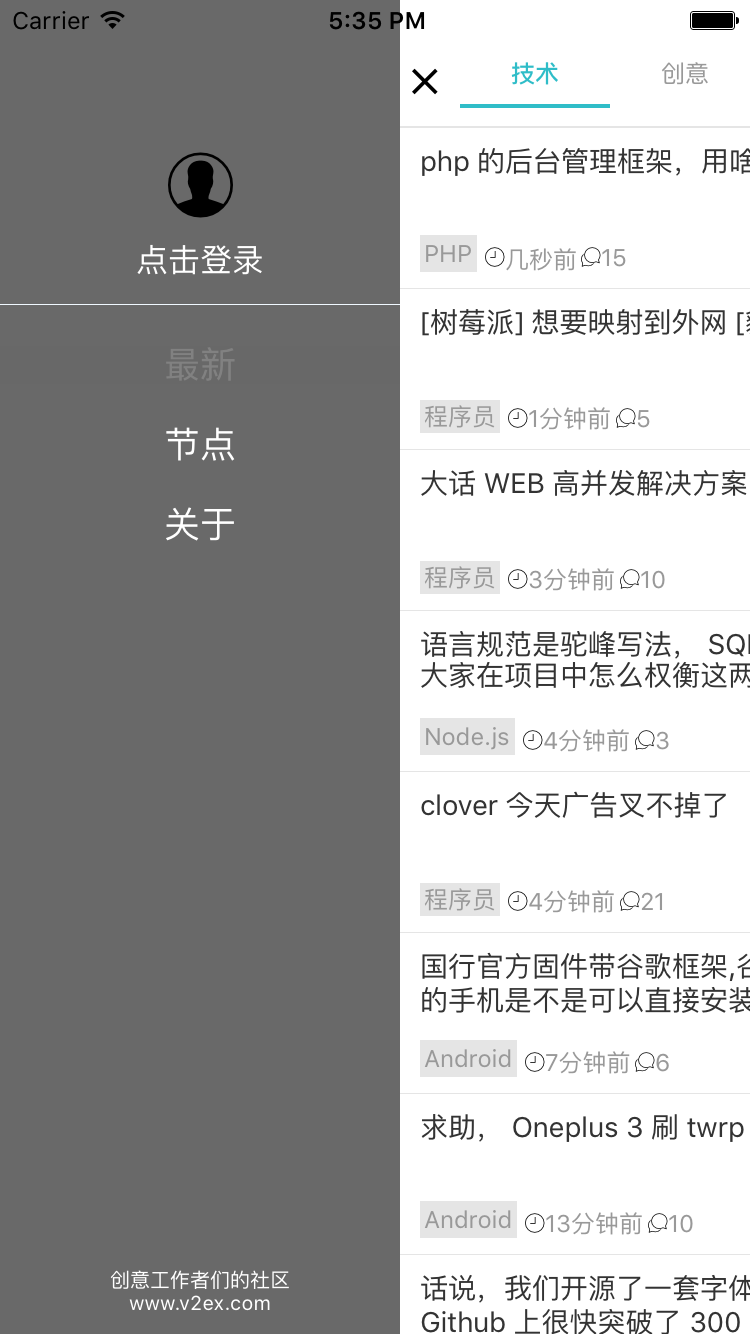 Carrier 5:35 PM
点击登录
最新
节点
关于
创意工作者们的社区
www.v2ex.com
技术 创意
php 的后台管理框架，用啥
PHP 几秒前 15
[树莓派] 想要映射到外网 [
程序员 1分钟前 5
大话 WEB 高并发解决方案
程序员 3分钟前 10
语言规范是驼峰写法， SQL
大家在项目中怎么权衡这两
Node.js 4分钟前 3
clover 今天广告叉不掉了
程序员 4分钟前 21
国行官方固件带谷歌框架,谷
的手机是不是可以直接安装
Android 7分钟前 6
求助， Oneplus 3 刷 twrp
Android 13分钟前 10
话说，我们开源了一套字体
Github 上很快突破了 300